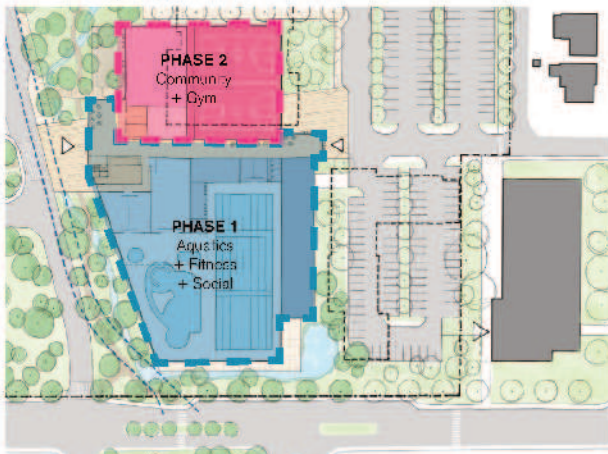 PHASE 2
Community
+ Gym
PHASE 1
Aquatics
+ Fitness
+ Social